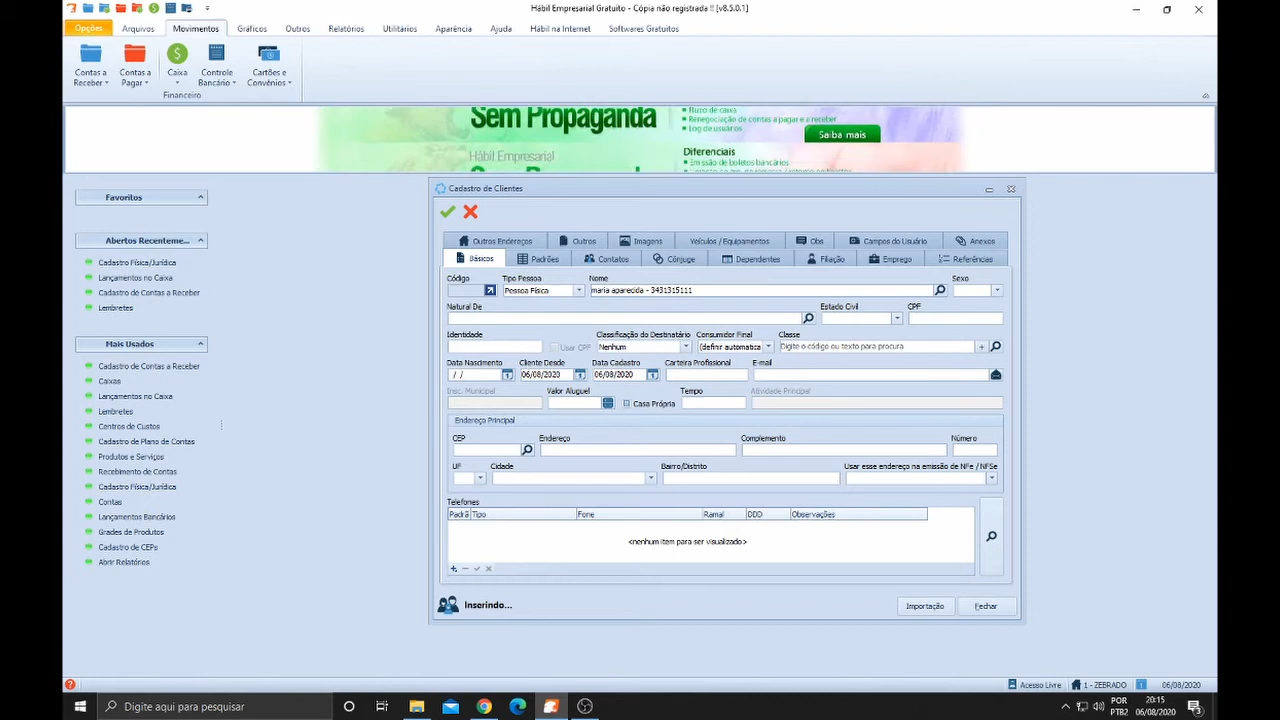 Hábil Empresarial Gratuito - Cópia não registrada !! [v8.5.0.1]
Opções Arquivos Movimentos Gráficos Outros Relatórios Utilitários Aparência Ajuda Hábil na Internet Softwares Gratuitos
Contas a Receber
Contas a Pagar
Caixa
Controle Bancário
Cartões e Convênios
Financeiro
Sem Propaganda
Hábil Empresarial
Fluxo de caixa
Renegociação de contas a pagar e a receber
Log de usuários
Saiba mais
Diferenciais
Emissão de boletos bancários
Favoritos
Abertos Recenteme...
Cadastro Física/Jurídica
Lançamentos no Caixa
Cadastro de Contas a Receber
Lembretes
Mais Usados
Cadastro de Contas a Receber
Caixas
Lançamentos no Caixa
Lembretes
Centros de Custos
Cadastro de Plano de Contas
Produtos e Serviços
Recebimento de Contas
Cadastro Física/Jurídica
Contas
Lançamentos Bancários
Grades de Produtos
Cadastro de CEPs
Abrir Relatórios
Cadastro de Clientes
Outros Endereços Outros Imagens Veículos / Equipamentos Obs Campos do Usuário Anexos
Básicos Padrões Contatos Cônjuge Dependentes Filiação Emprego Referências
Código Tipo Pessoa Nome Sexo
Pessoa Física maria aparecida - 3431315111
Natural De Estado Civil CPF
Identidade Classificação do Destinatário Consumidor Final Classe
Usar CPF Nenhum (definir automatica Digite o código ou texto para procura
Data Nascimento Cliente Desde Data Cadastro Carteira Profissional E-mail
/ / 06/08/2020 06/08/2020
Insc. Municipal Valor Aluguel Tempo Atividade Principal
Casa Própria
Endereço Principal
CEP Endereço Complemento Número
UF Cidade Bairro/Distrito Usar esse endereço na emissão de NFe / NFSe
Telefones
Padrã Tipo Fone Ramal DDD Observações
<nenhum item para ser visualizado>
Inserindo... Importação Fechar
Acesso Livre 1 - ZEBRADO 06/08/2020
Digite aqui para pesquisar
POR
PTB2
20:15
06/08/2020
3